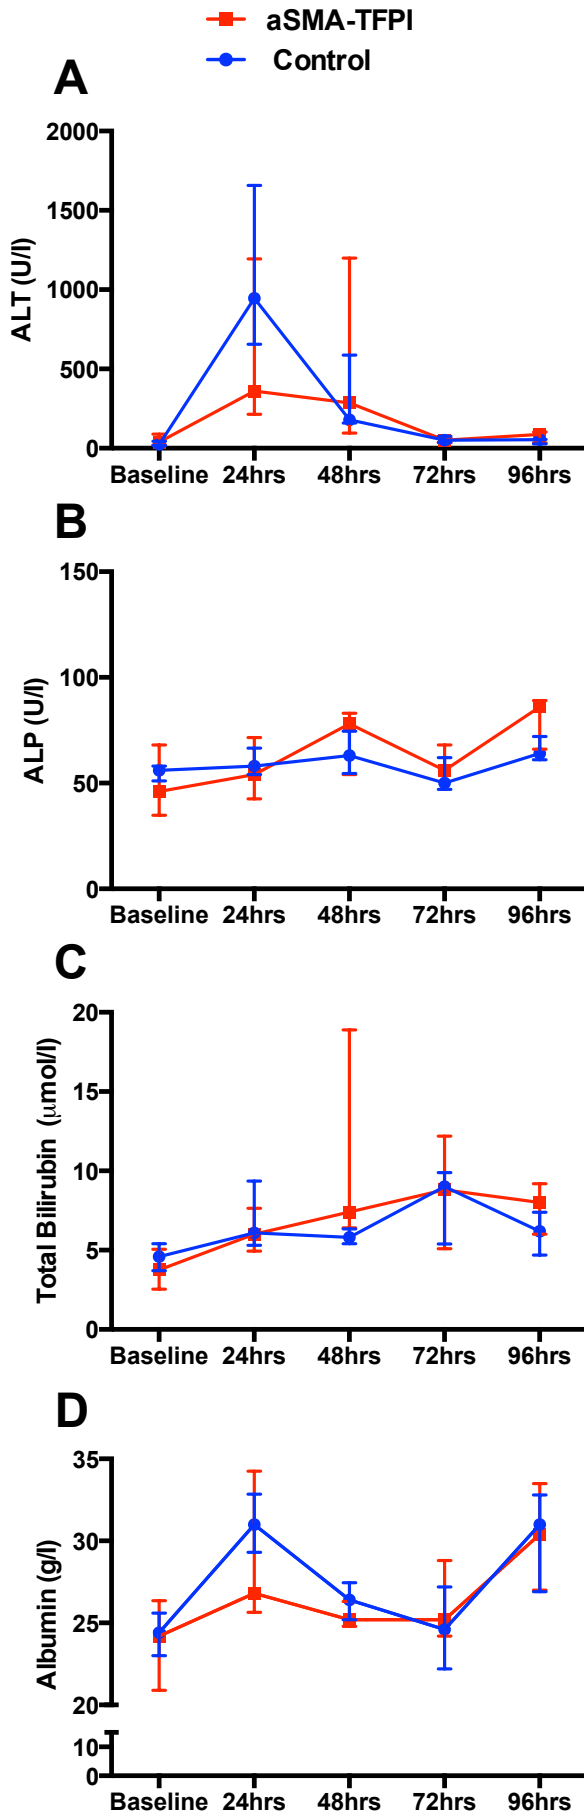 aSMA-TFPI
Control
A
ALT (U/l)
2000
1500
1000
500
0
Baseline 24hrs 48hrs 72hrs 96hrs
B
ALP (U/l)
150
100
50
0
Baseline 24hrs 48hrs 72hrs 96hrs
C
Total Bilirubin (μmol/l)
20
15
10
5
0
Baseline 24hrs 48hrs 72hrs 96hrs
D
Albumin (g/l)
35
30
25
20
10
0
Baseline 24hrs 48hrs 72hrs 96hrs